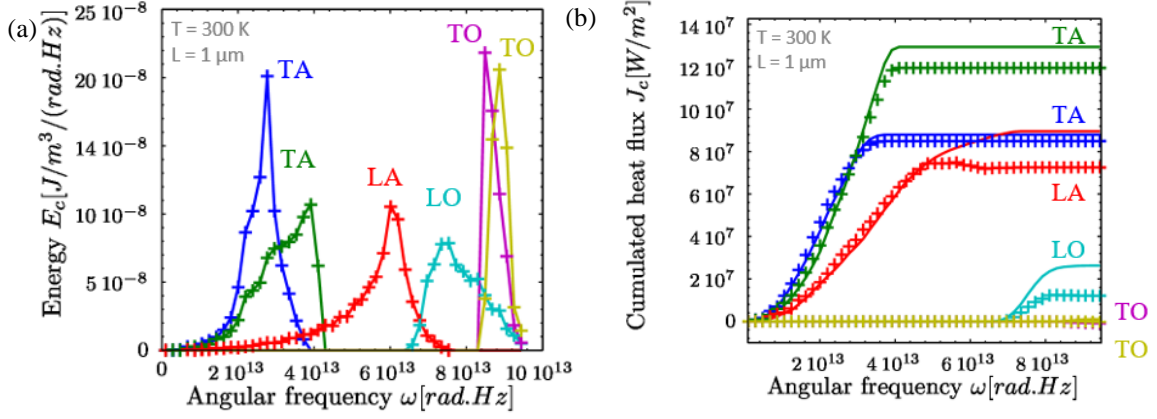 (a)
T = 300 K
L = 1 µm
TA
TA
LA
LO
TO
TO
Energy E_c[J/m^3/(rad.Hz)]
25 10^-8
20 10^-8
14 10^-8
10 10^-8
5 10^-8
0
0
2 10^13
4 10^13
6 10^13
8 10^13
10 10^13
Angular frequency ω[rad.Hz]
(b)
T = 300 K
L = 1 µm
TA
TA
LA
LO
TO
TO
Cumulated heat flux J_c[W/m^2]
14 10^7
12 10^7
10 10^7
8 10^7
6 10^7
4 10^7
2 10^7
0
2 10^13
4 10^13
6 10^13
8 10^13
Angular frequency ω[rad.Hz]